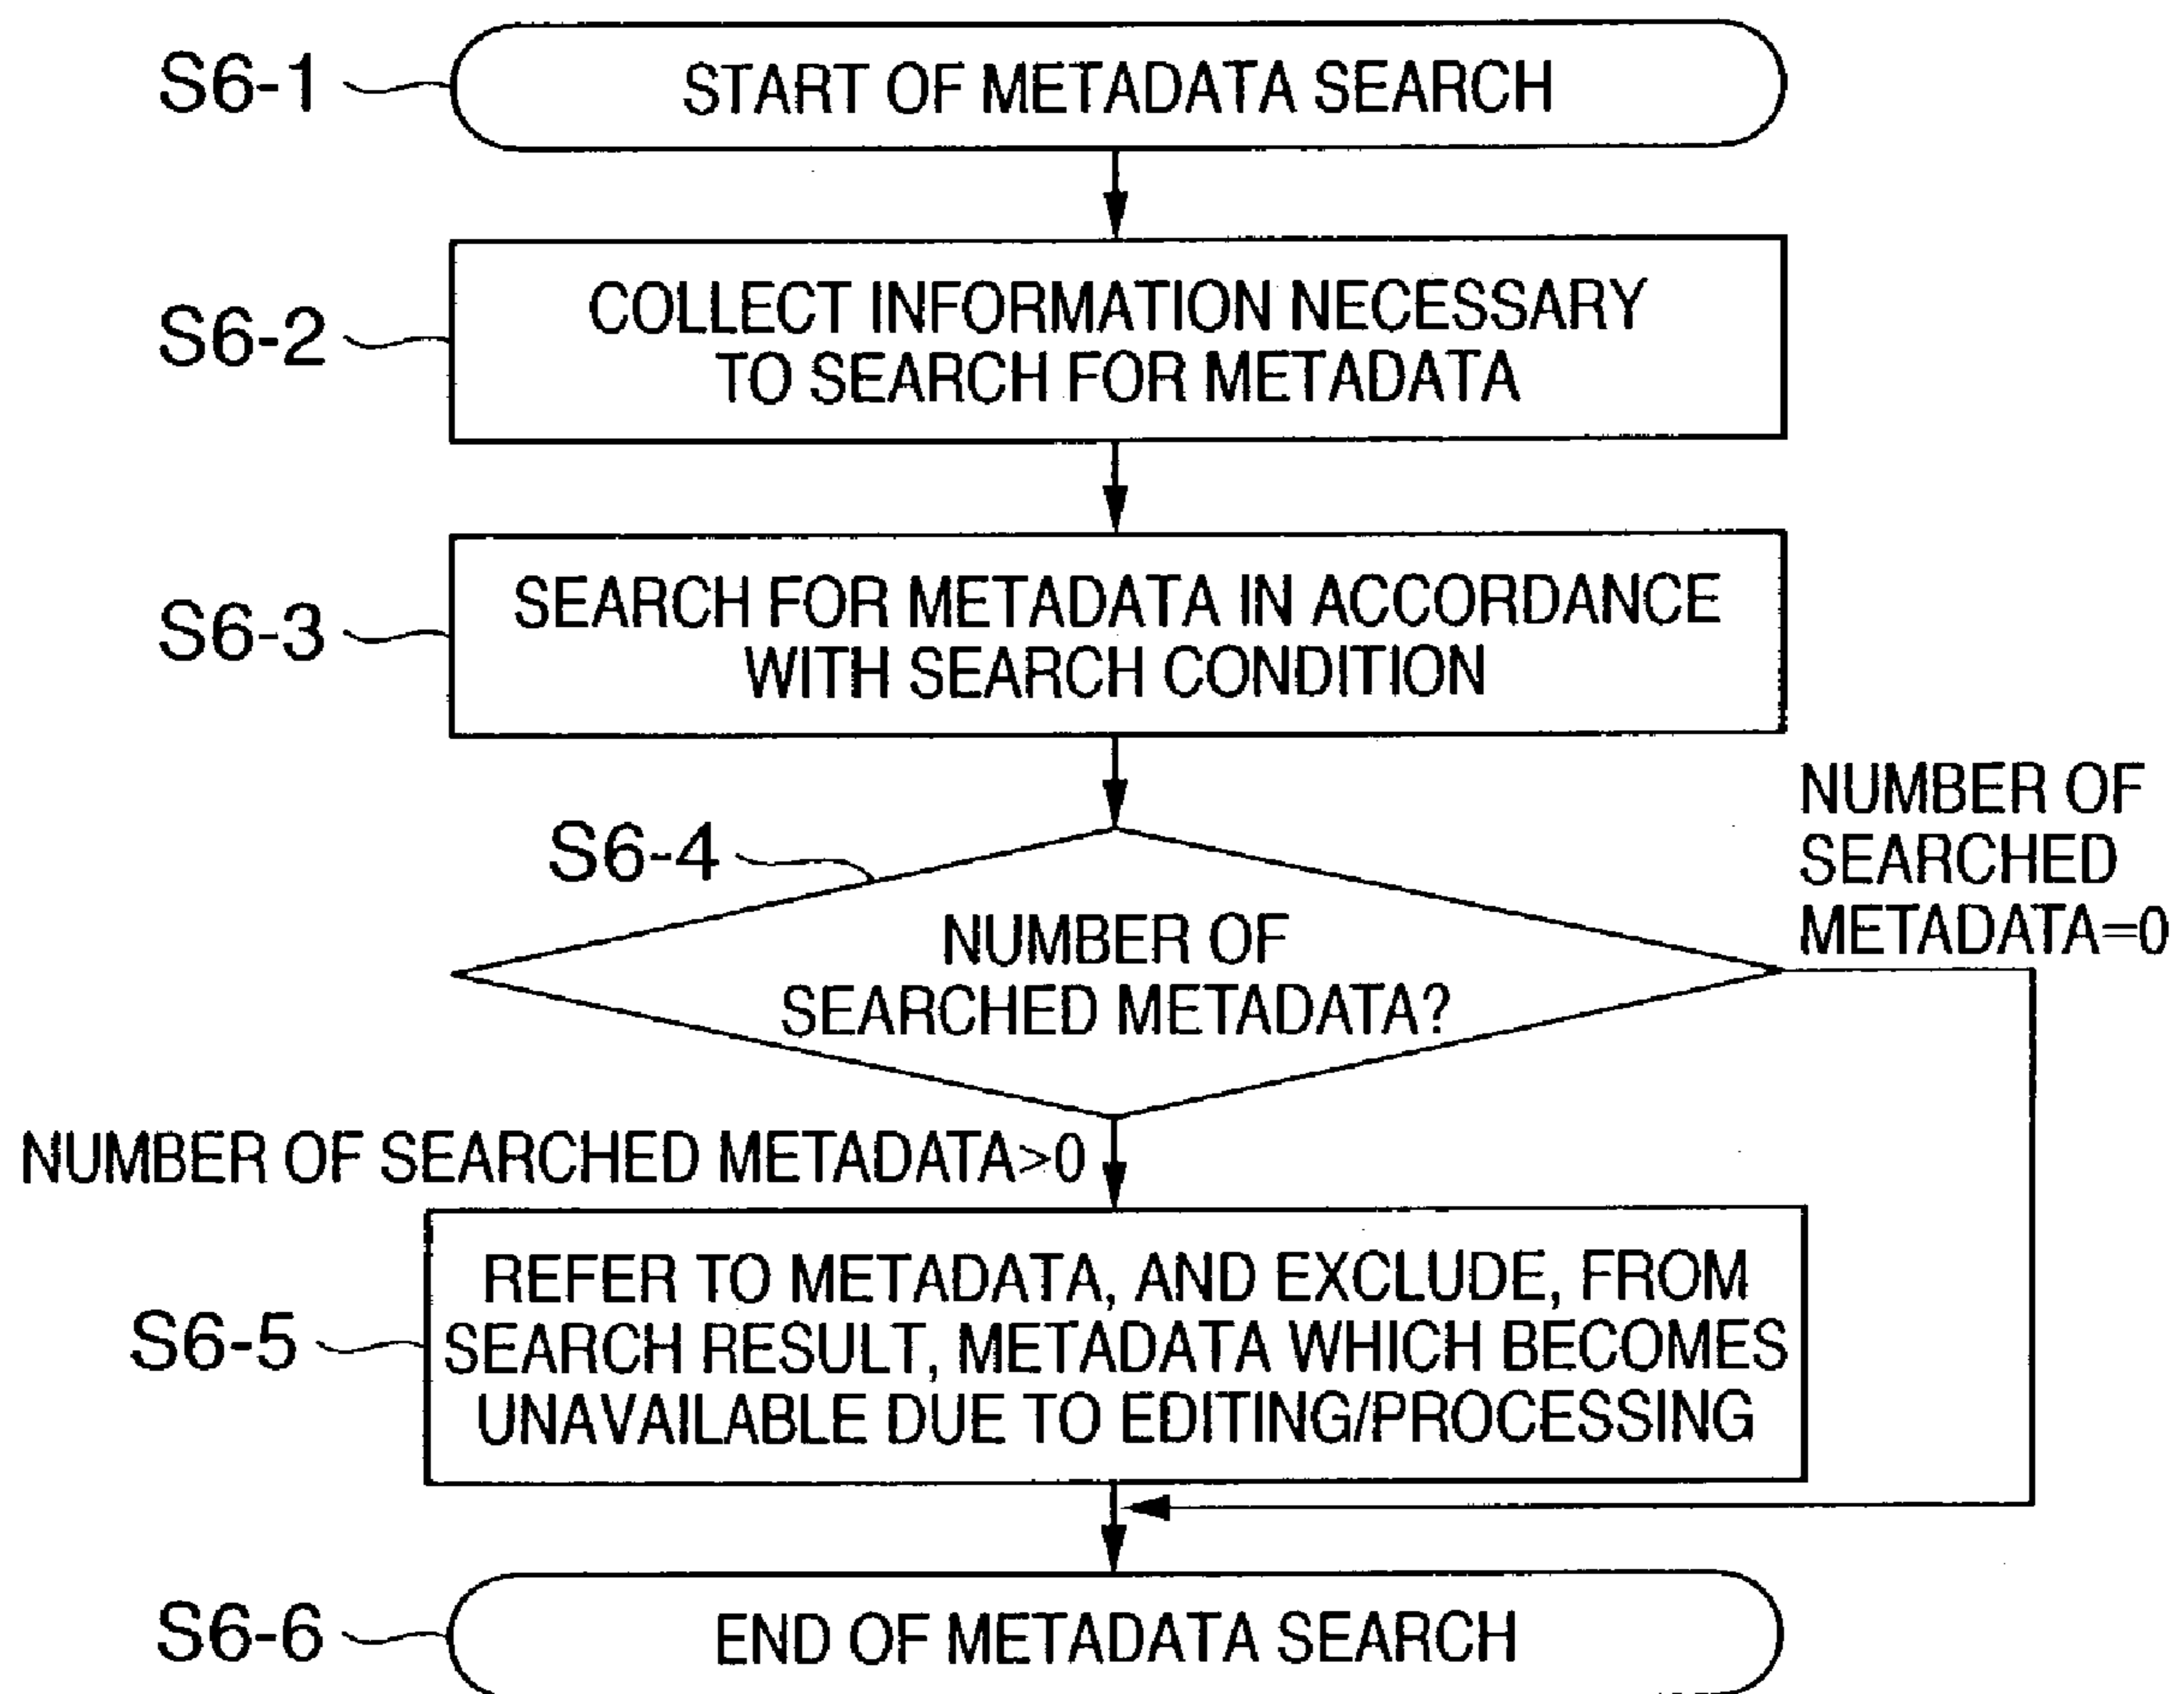 S6-1
START OF METADATA SEARCH
S6-2
COLLECT INFORMATION NECESSARY
TO SEARCH FOR METADATA
S6-3
SEARCH FOR METADATA IN ACCORDANCE
WITH SEARCH CONDITION
S6-4
NUMBER OF
SEARCHED METADATA?
NUMBER OF
SEARCHED
METADATA=0
NUMBER OF SEARCHED METADATA>0
S6-5
REFER TO METADATA, AND EXCLUDE, FROM
SEARCH RESULT, METADATA WHICH BECOMES
UNAVAILABLE DUE TO EDITING/PROCESSING
S6-6
END OF METADATA SEARCH